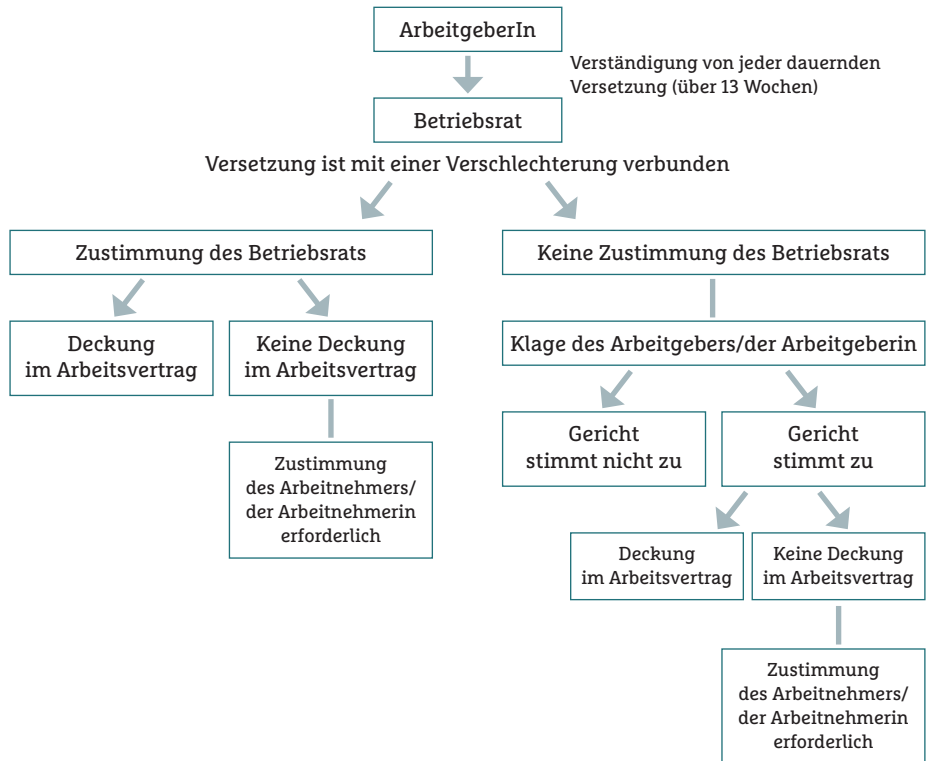 ArbeitgeberIn
Verständigung von jeder dauernden
Versetzung (über 13 Wochen)
Betriebsrat
Versetzung ist mit einer Verschlechterung verbunden
Zustimmung des Betriebsrats
Keine Zustimmung des Betriebsrats
Deckung
im Arbeitsvertrag
Keine Deckung
im Arbeitsvertrag
Klage des Arbeitgebers/der Arbeitgeberin
Zustimmung
des Arbeitnehmers/
der Arbeitnehmerin
erforderlich
Gericht
stimmt nicht zu
Gericht
stimmt zu
Deckung
im Arbeitsvertrag
Keine Deckung
im Arbeitsvertrag
Zustimmung
des Arbeitnehmers/
der Arbeitnehmerin
erforderlich